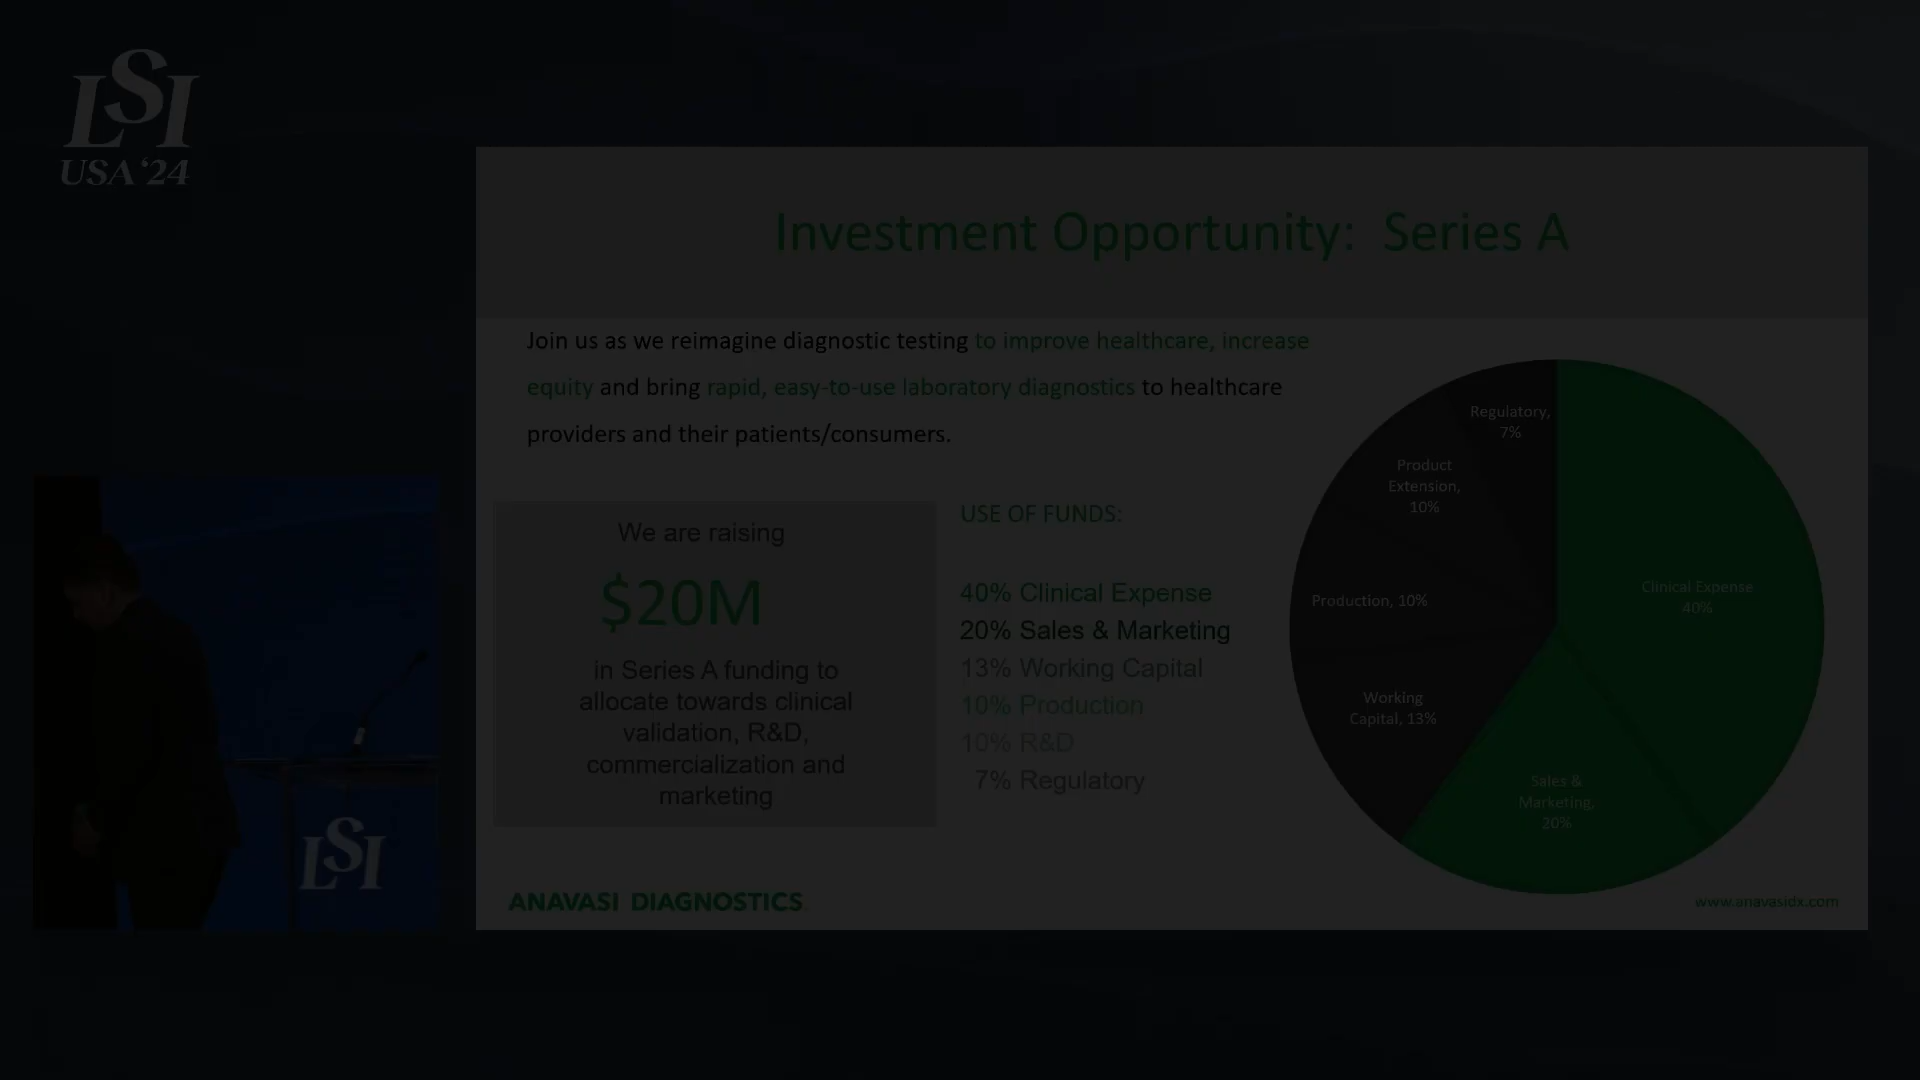 LSI
USA '24
Investment Opportunity: Series A
Join us as we reimagine diagnostic testing to improve healthcare, increase
equity and bring rapid, easy-to-use laboratory diagnostics to healthcare
providers and their patients/consumers.
We are raising
$20M
in Series A funding to
allocate towards clinical
validation, R&D,
commercialization and
marketing
USE OF FUNDS:
40% Clinical Expense
20% Sales & Marketing
13% Working Capital
10% Production
10% R&D
7% Regulatory
Regulatory,
7%
Product
Extension,
10%
Production, 10%
Working
Capital, 13%
Clinical Expense
40%
Sales &
Marketing,
20%
LSI
ANAVASI DIAGNOSTICS
www.anavasidx.com